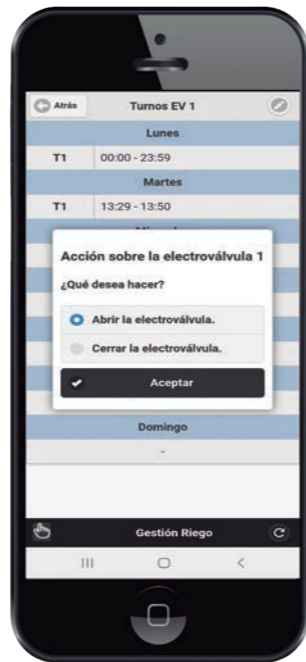 Atrás Turnos EV 1
Lunes
T1 00:00 - 23:59
Martes
T1 13:29 - 13:50
Acción sobre la electroválvula 1
¿Qué desea hacer?
Abrir la electroválvula.
Cerrar la electroválvula.
Aceptar
Domingo
-
Gestión Riego